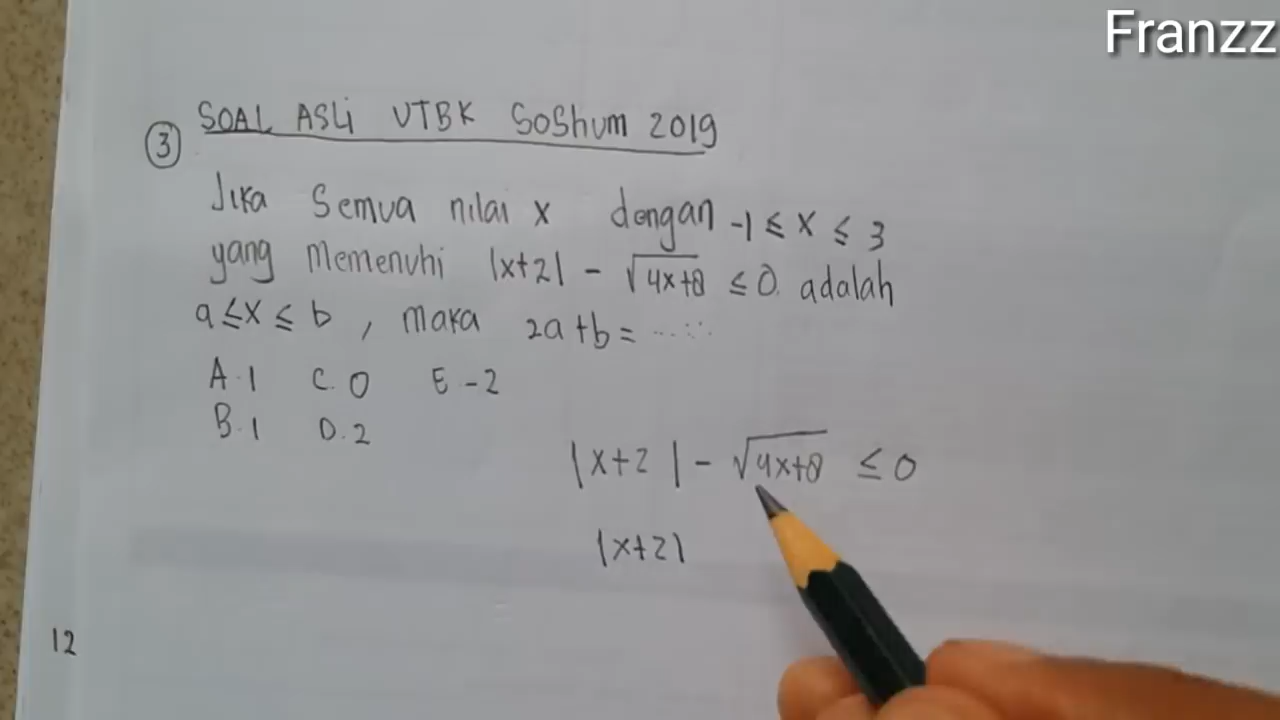 Franzz
SOAL ASLi UTBK SoShum 2019
3
Jika Semua nilai x dengan -1 ≤ x ≤ 3
yang memenuhi |x+2| - √4x+8 ≤ 0. adalah
a ≤ x ≤ b , maka 2a+b = ......
A. 1 C. 0 E -2
B. 1 D. 2
|x+2| - √4x+8 ≤ 0
|x+2|
12